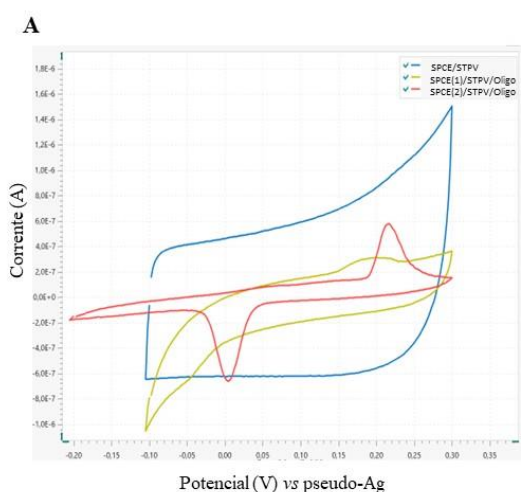 A
SPCE/STPV
SPCE(1)/STPV/Oligo
SPCE(2)/STPV/Oligo
1,8E-6
1,6E-6
1,4E-6
1,2E-6
1,0E-6
8,0E-7
6,0E-7
4,0E-7
2,0E-7
0,0E+0
-2,0E-7
-4,0E-7
-6,0E-7
-8,0E-7
-1,0E-6
Corrente (A)
-0,20 -0,15 -0,10 -0,05 0,00 0,05 0,10 0,15 0,20 0,25 0,30 0,35
Potencial (V) vs pseudo-Ag